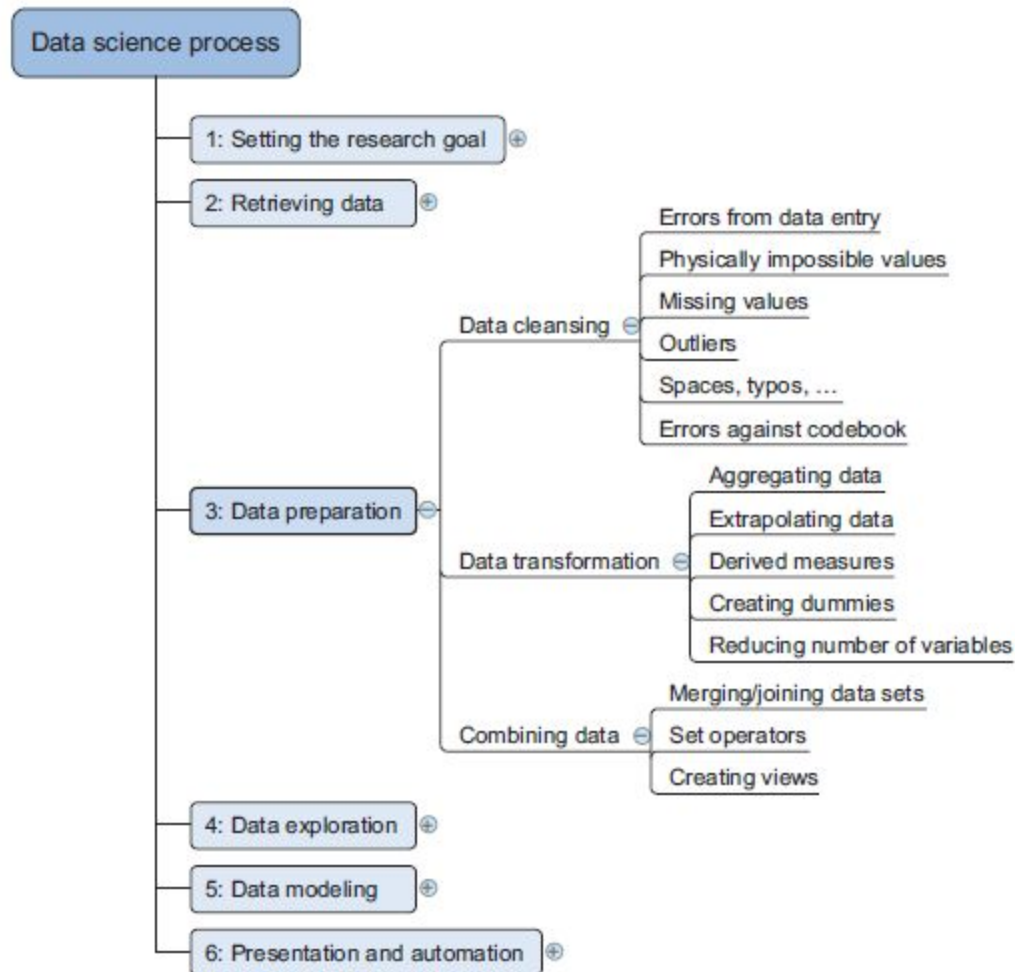 Data science process
1: Setting the research goal
2: Retrieving data
3: Data preparation
Data cleansing
Errors from data entry
Physically impossible values
Missing values
Outliers
Spaces, typos, …
Errors against codebook
Data transformation
Aggregating data
Extrapolating data
Derived measures
Creating dummies
Reducing number of variables
Combining data
Merging/joining data sets
Set operators
Creating views
4: Data exploration
5: Data modeling
6: Presentation and automation